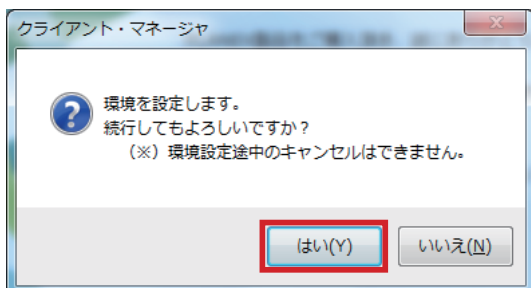 クライアント・マネージャ
環境を設定します。
続行してもよろしいですか？
（※）環境設定途中のキャンセルはできません。
はい(Y)
いいえ(N)